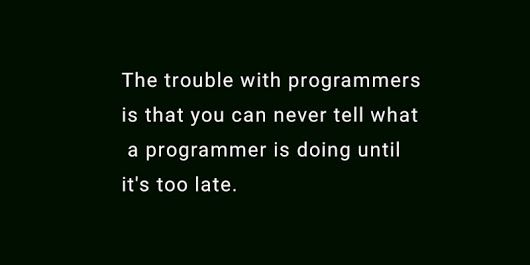 The trouble with programmers
is that you can never tell what
a programmer is doing until
it's too late.